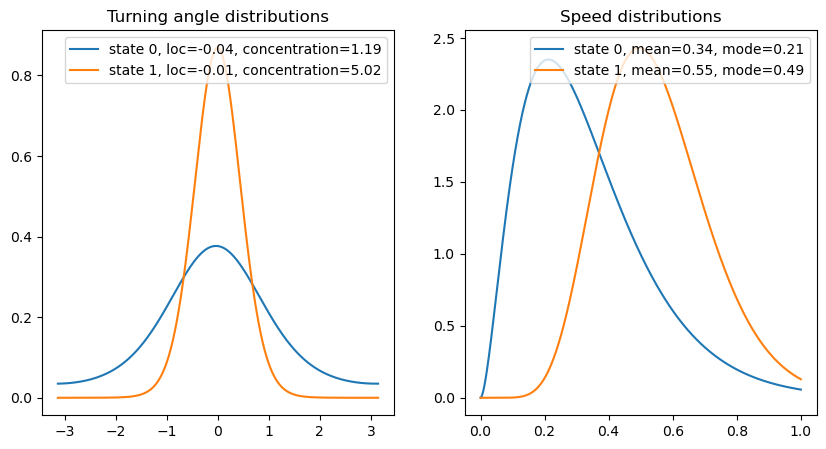 Turning angle distributions
state 0, loc=-0.04, concentration=1.19
state 1, loc=-0.01, concentration=5.02
0.8
0.6
0.4
0.2
0.0
−3 −2 −1 0 1 2 3
Speed distributions
state 0, mean=0.34, mode=0.21
state 1, mean=0.55, mode=0.49
2.5
2.0
1.5
1.0
0.5
0.0
0.0 0.2 0.4 0.6 0.8 1.0